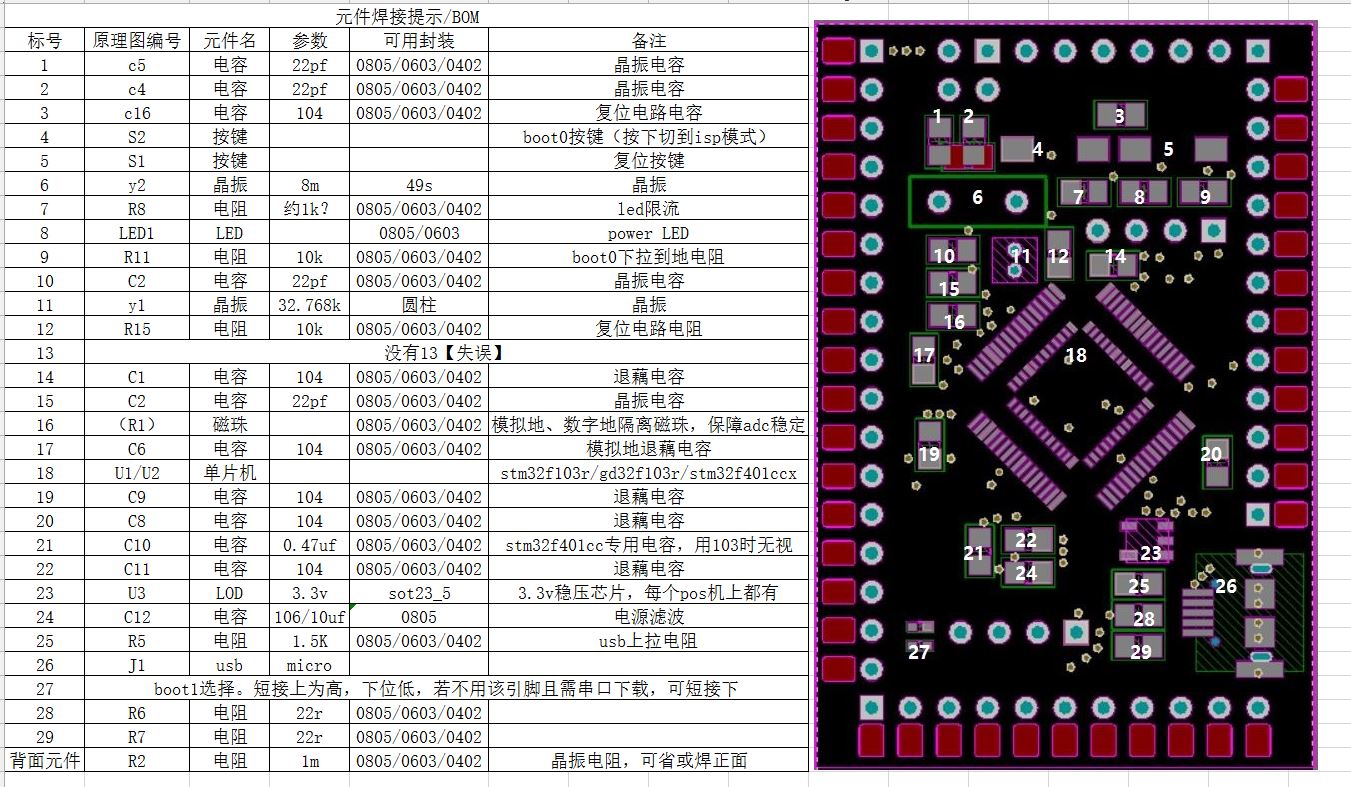 元件焊接提示/BOM
标号 原理图编号 元件名 参数 可用封装 备注
1 c5 电容 22pf 0805/0603/0402 晶振电容
2 c4 电容 22pf 0805/0603/0402 晶振电容
3 c16 电容 104 0805/0603/0402 复位电路电容
4 S2 按键 boot0按键（按下切到isp模式）
5 S1 按键 复位按键
6 y2 晶振 8m 49s 晶振
7 R8 电阻 约1k? 0805/0603/0402 led限流
8 LED1 LED 0805/0603 power LED
9 R11 电阻 10k 0805/0603/0402 boot0下拉到地电阻
10 C2 电容 22pf 0805/0603/0402 晶振电容
11 y1 晶振 32.768k 圆柱 晶振
12 R15 电阻 10k 0805/0603/0402 复位电路电阻
13 没有13【失误】
14 C1 电容 104 0805/0603/0402 退藕电容
15 C2 电容 22pf 0805/0603/0402 晶振电容
16 （R1） 磁珠 0805/0603/0402 模拟地、数字地隔离磁珠，保障adc稳定
17 C6 电容 104 0805/0603/0402 模拟地退藕电容
18 U1/U2 单片机 stm32f103r/gd32f103r/stm32f401ccx
19 C9 电容 104 0805/0603/0402 退藕电容
20 C8 电容 104 0805/0603/0402 退藕电容
21 C10 电容 0.47uf 0805/0603/0402 stm32f401cc专用电容，用103时无视
22 C11 电容 104 0805/0603/0402 退藕电容
23 U3 LOD 3.3v sot23_5 3.3v稳压芯片，每个pos机上都有
24 C12 电容 106/10uf 0805 电源滤波
25 R5 电阻 1.5K 0805/0603/0402 usb上拉电阻
26 J1 usb micro
27 boot1选择。短接上为高，下位低，若不用该引脚且需串口下载，可短接下
28 R6 电阻 22r 0805/0603/0402
29 R7 电阻 22r 0805/0603/0402
背面元件 R2 电阻 1m 0805/0603/0402 晶振电阻，可省或焊正面
1 2 3
4 5
6 7 8 9
10 11 12 14
15
16
17 18
19 20
21 22 23
24
25 26
28
27 29